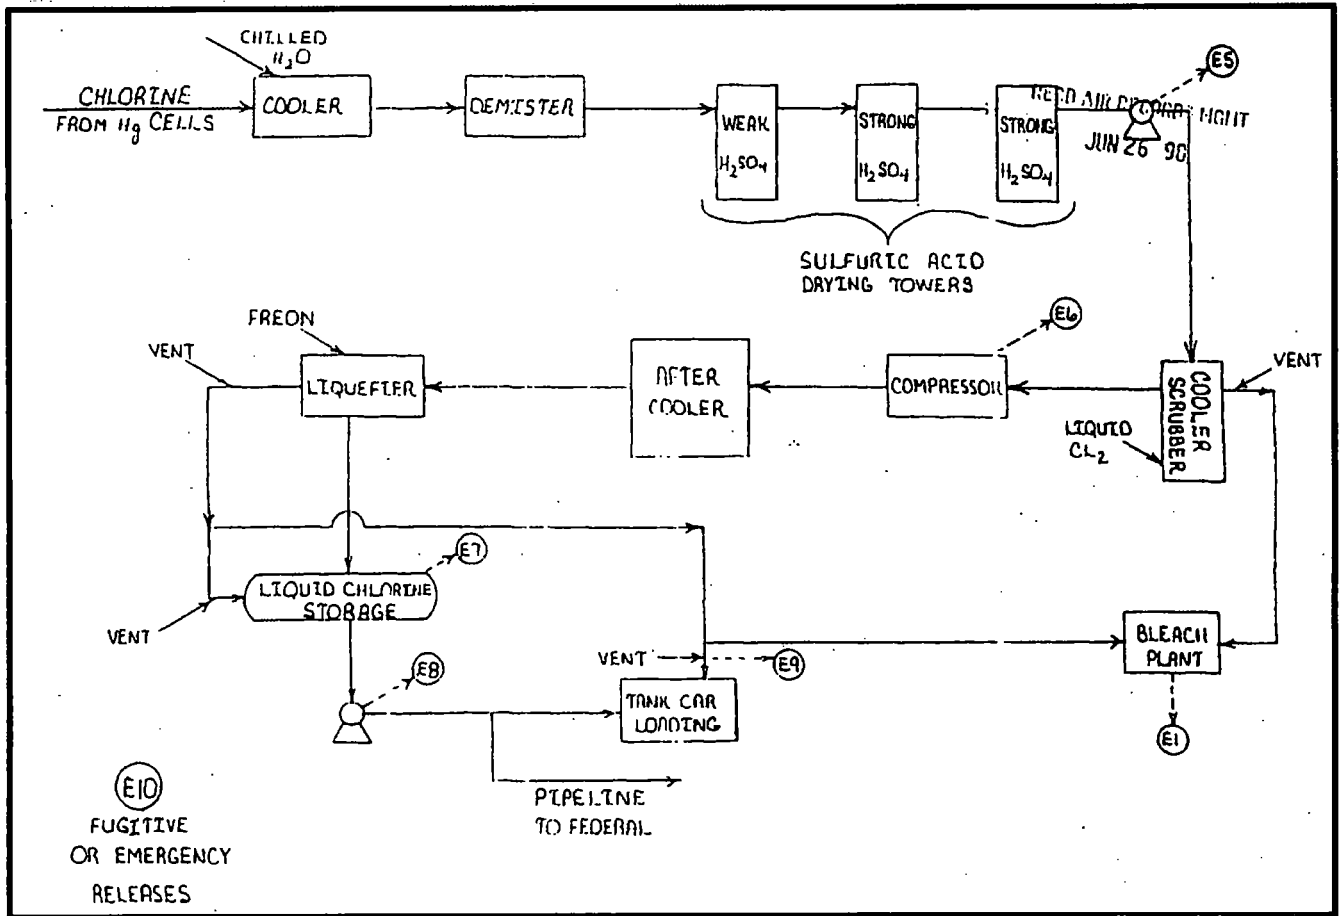 CHILLED
H₂O
CHLORINE
FROM Hg CELLS
COOLER
DEMISTER
WEAK
H₂SO₄
STRONG
H₂SO₄
STRONG
H₂SO₄
E5
JUN 26 90
SULFURIC ACID
DRYING TOWERS
FREON
VENT
LIQUEFIER
AFTER
COOLER
COMPRESSOR
E6
COOLER
SCRUBBER
VENT
LIQUID
CL₂
E7
LIQUID CHLORINE
STORAGE
VENT
E8
VENT
E9
TANK CAR
LOADING
BLEACH
PLANT
E1
PIPELINE
TO FEDERAL
E10
FUGITIVE
OR EMERGENCY
RELEASES